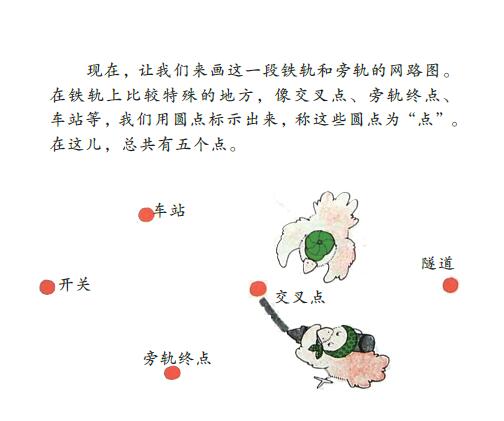 现在，让我们来画这一段铁轨和旁轨的网路图。
在铁轨上比较特殊的地方，像交叉点、旁轨终点、
车站等，我们用圆点标示出来，称这些圆点为“点”。
在这儿，总共有五个点。
车站
隧道
开关
交叉点
旁轨终点